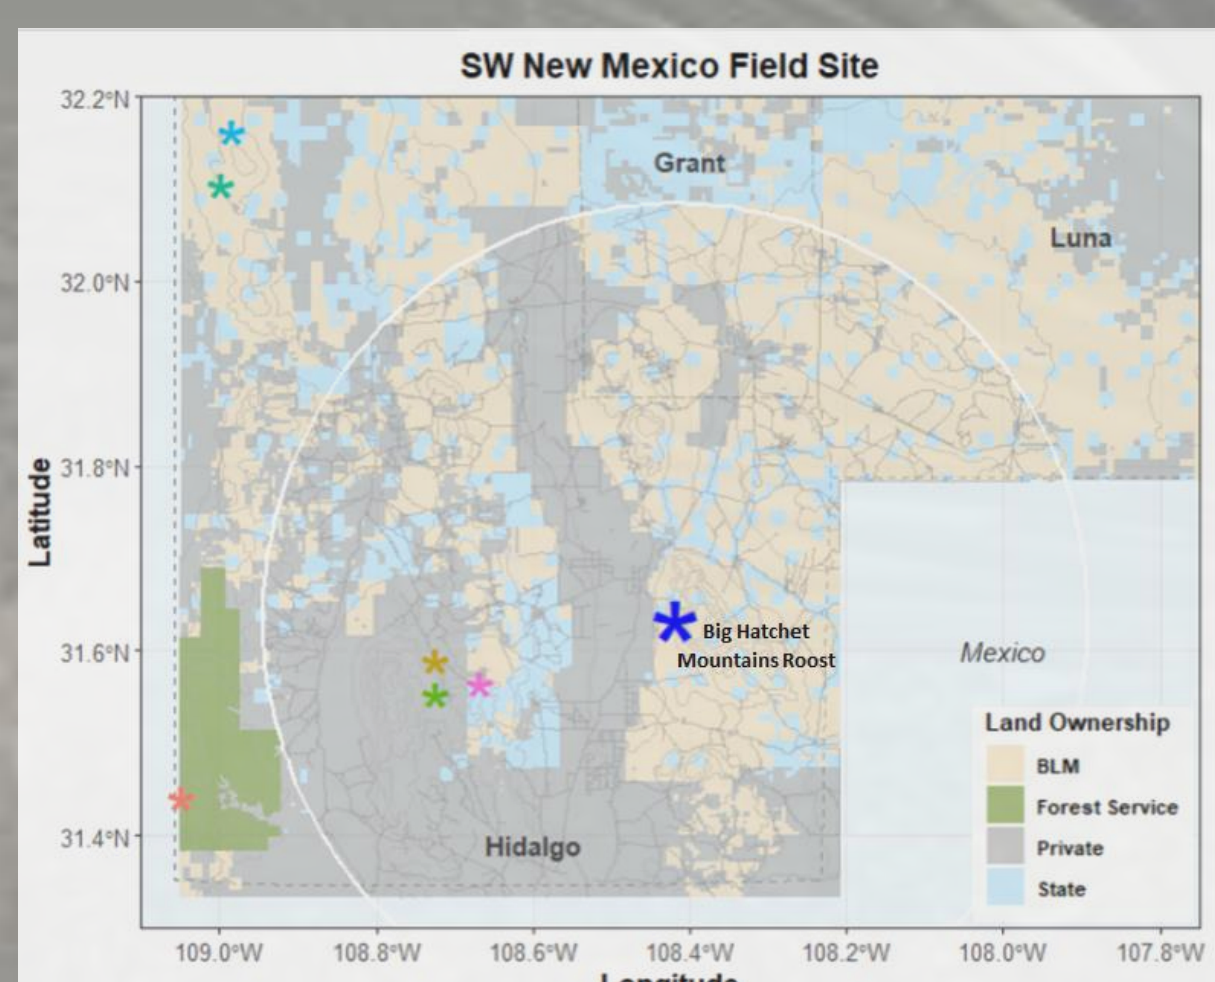 SW New Mexico Field Site
32.2°N
32.0°N
31.8°N
31.6°N
31.4°N
Latitude
Grant
Luna
Big Hatchet
Mountains Roost
Mexico
Hidalgo
Land Ownership
BLM
Forest Service
Private
State
109.0°W
108.8°W
108.6°W
108.4°W
108.2°W
108.0°W
107.8°W
Longitude